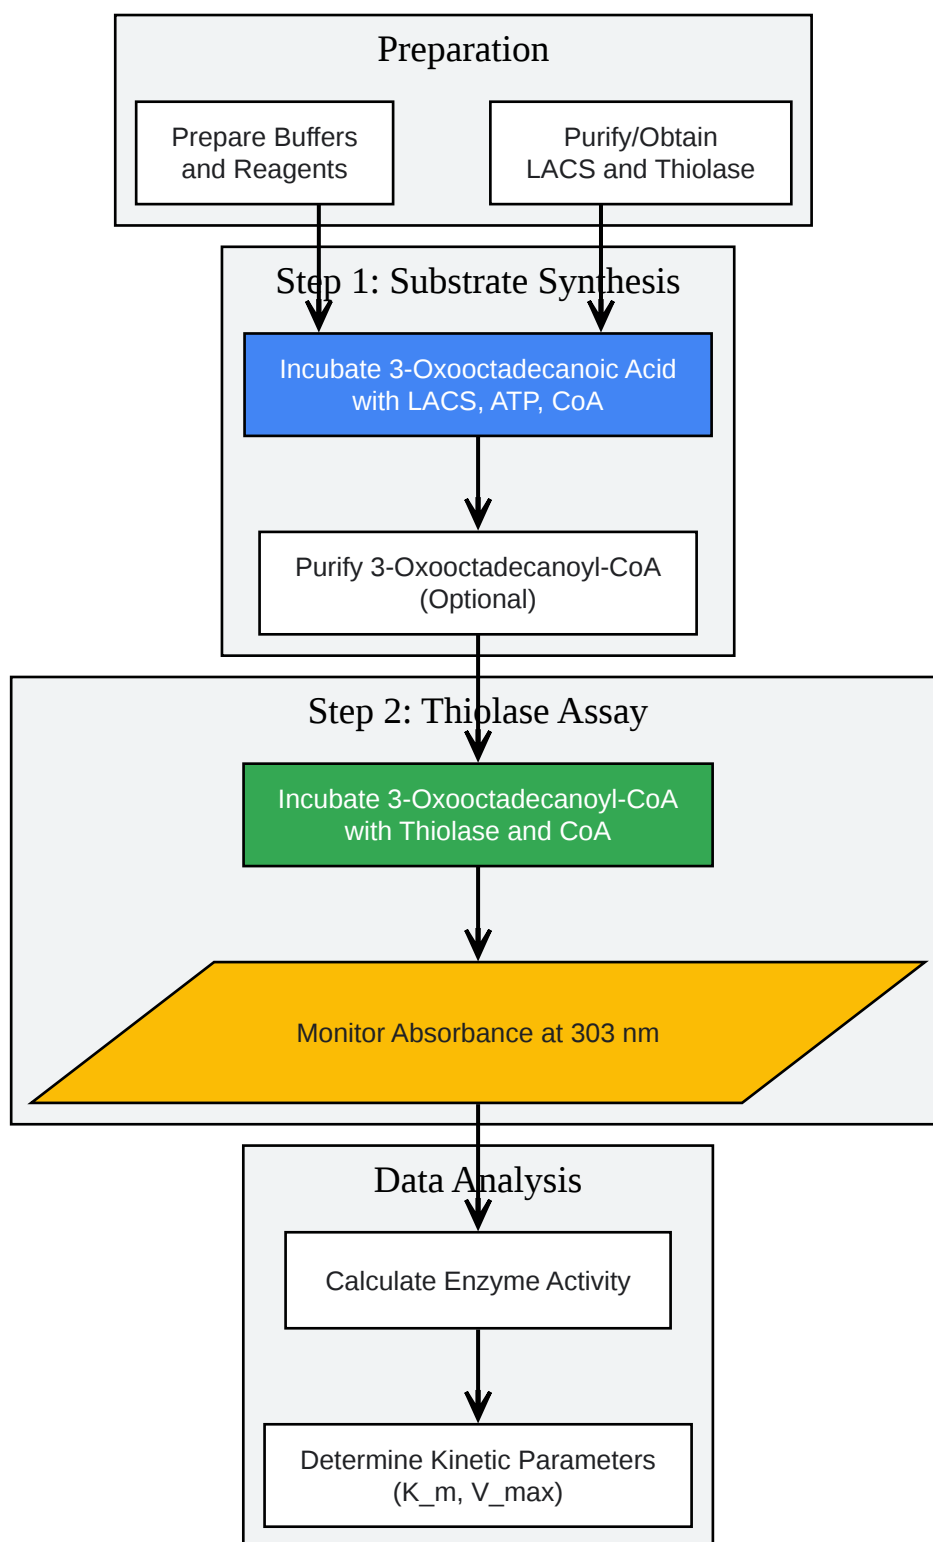 Preparation
Prepare Buffers
and Reagents
Purify/Obtain
LACS and Thiolase
Step 1: Substrate Synthesis
Incubate 3-Oxooctadecanoic Acid
with LACS, ATP, CoA
Purify 3-Oxooctadecanoyl-CoA
(Optional)
Step 2: Thiolase Assay
Incubate 3-Oxooctadecanoyl-CoA
with Thiolase and CoA
Monitor Absorbance at 303 nm
Data Analysis
Calculate Enzyme Activity
Determine Kinetic Parameters
(K_m, V_max)